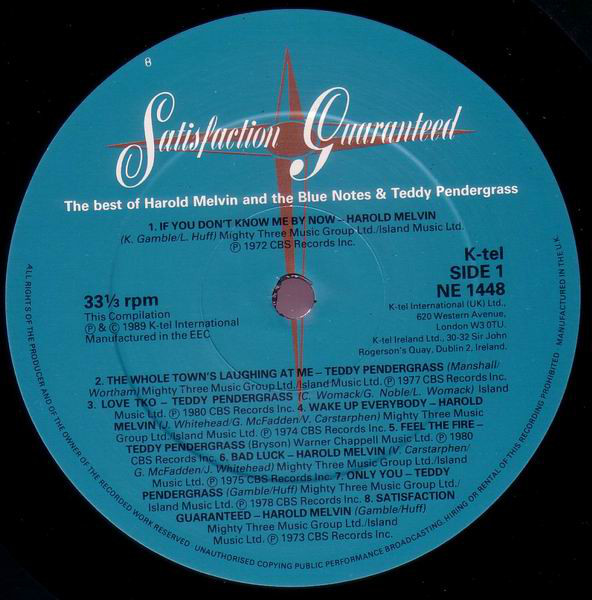 8
Satisfaction Guaranteed
The best of Harold Melvin and the Blue Notes & Teddy Pendergrass
1. IF YOU DON'T KNOW ME BY NOW – HAROLD MELVIN
(K. Gamble/L. Huff) Mighty Three Music Group Ltd./Island Music Ltd.
Ⓟ 1972 CBS Records Inc.
33⅓ rpm
This Compilation
Ⓟ & © 1989 K-tel International
Manufactured in the EEC
K-tel
SIDE 1
NE 1448
K-tel International (UK) Ltd.,
620 Western Avenue,
London W3 0TU.
K-tel Ireland Ltd., 30-32 Sir John
Rogerson's Quay, Dublin 2, Ireland.
2. THE WHOLE TOWN'S LAUGHING AT ME – TEDDY PENDERGRASS (Manshall/
Wortham) Mighty Three Music Group Ltd./Island Music Ltd. Ⓟ 1977 CBS Records Inc.
3. LOVE TKO – TEDDY PENDERGRASS (C. Womack/G. Noble/L. Womack) Island
Music Ltd. Ⓟ 1980 CBS Records Inc. 4. WAKE UP EVERYBODY – HAROLD
MELVIN (J. Whitehead/G. McFadden/V. Carstarphen) Mighty Three Music
Group Ltd./Island Music Ltd. Ⓟ 1974 CBS Records Inc. 5. FEEL THE FIRE –
TEDDY PENDERGRASS (Bryson) Warner Chappell Music Ltd. Ⓟ 1980
CBS Records Inc. 6. BAD LUCK – HAROLD MELVIN (V. Carstarphen/
G. McFadden/J. Whitehead) Mighty Three Music Group Ltd./Island
Music Ltd. Ⓟ 1975 CBS Records Inc. 7. ONLY YOU – TEDDY
PENDERGRASS (Gamble/Huff) Mighty Three Music Group Ltd./
Island Music Ltd. Ⓟ 1978 CBS Records Inc. 8. SATISFACTION
GUARANTEED – HAROLD MELVIN (Gamble/Huff)
Mighty Three Music Group Ltd./Island
Music Ltd. Ⓟ 1973 CBS Records Inc.
ALL RIGHTS OF THE PRODUCER AND OF THE OWNER OF THE RECORDED WORK RESERVED UNAUTHORISED COPYING PUBLIC PERFORMANCE BROADCASTING, HIRING OR RENTAL OF THIS RECORDING PROHIBITED MANUFACTURED IN THE U.K.